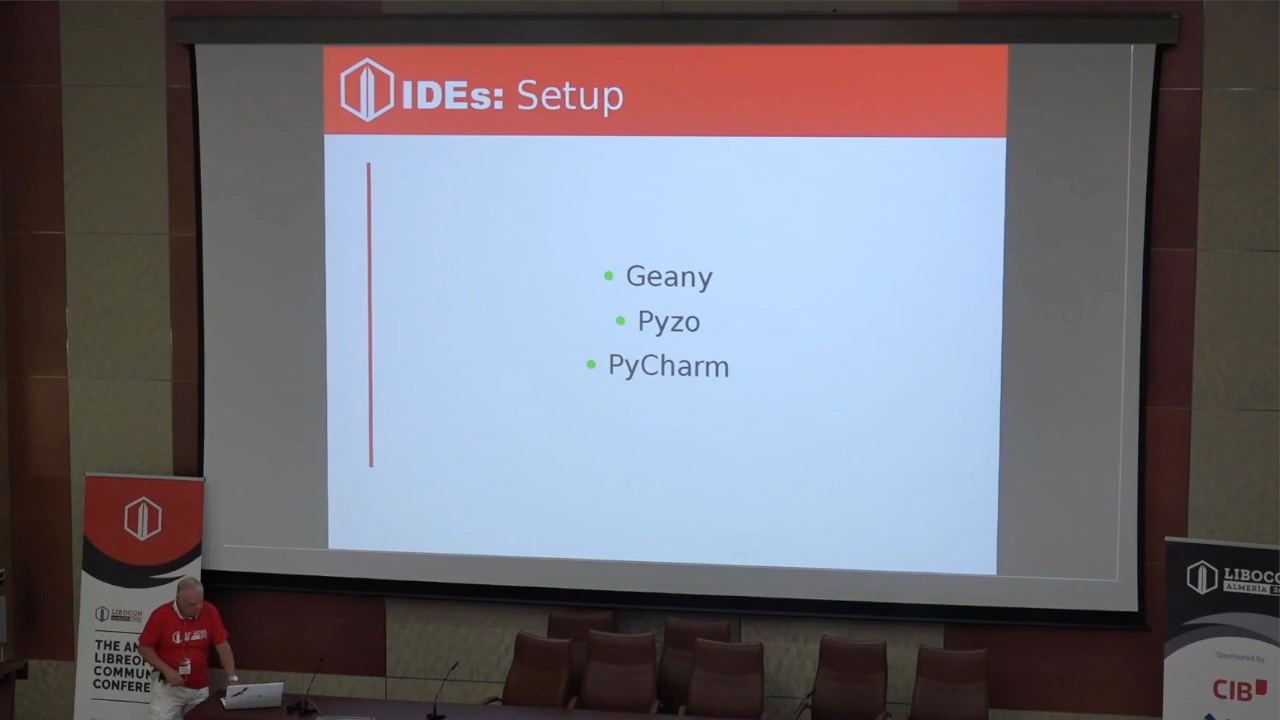 IDEs: Setup
• Geany
• Pyzo
• PyCharm
LIBOCON
THE AN
LIBREOF
COMMUN
CONFERE
LIBOCO
ALMERÍA
Sponsored by
CIB